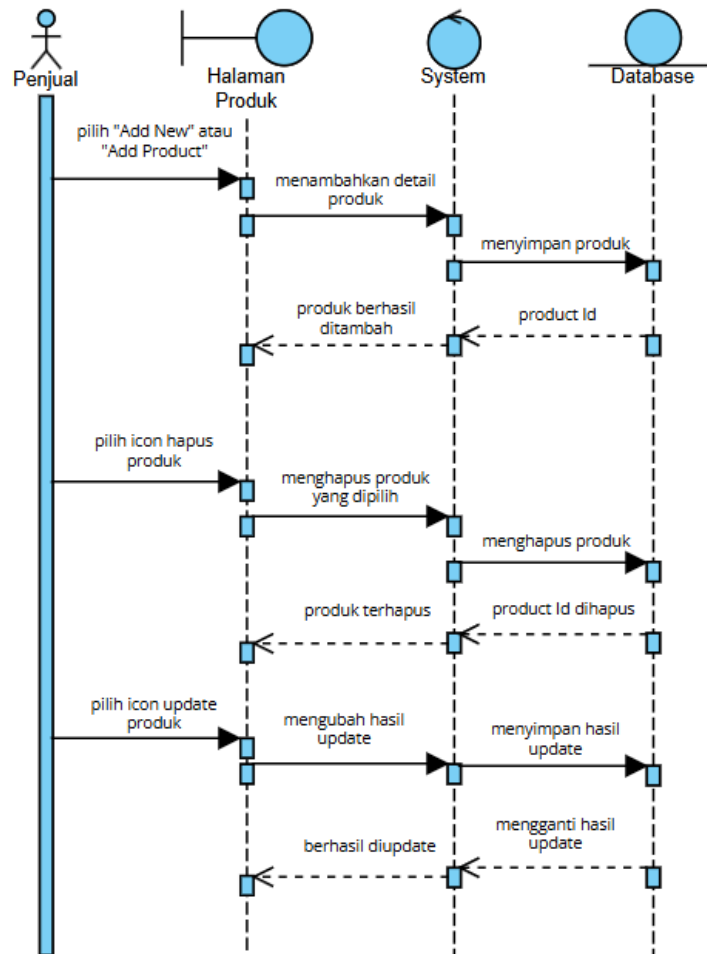 Penjual
Halaman
Produk
System
Database
pilih "Add New" atau
"Add Product"
menambahkan detail
produk
menyimpan produk
produk berhasil
ditambah
product Id
pilih icon hapus
produk
menghapus produk
yang dipilih
menghapus produk
produk terhapus
product Id dihapus
pilih icon update
produk
mengubah hasil
update
menyimpan hasil
update
berhasil diupdate
mengganti hasil
update